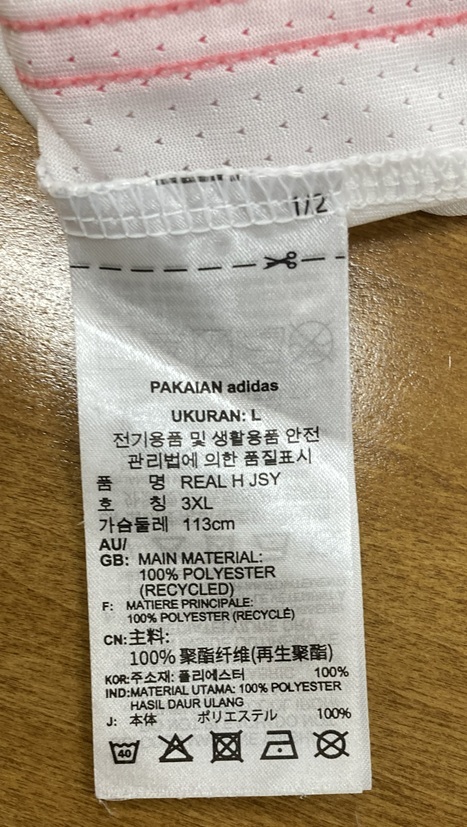 1/2
PAKAIAN adidas
UKURAN: L
전기용품 및 생활용품 안전
관리법에 의한 품질표시
품 명 REAL H JSY
호 칭 3XL
가슴둘레 113cm
AU/
GB: MAIN MATERIAL:
100% POLYESTER
(RECYCLED)
F: MATIERE PRINCIPALE:
100% POLYESTER (RECYCLÉ)
CN: 主料:
100% 聚酯纤维(再生聚酯)
KOR: 주소재: 폴리에스터 100%
IND: MATERIAL UTAMA: 100% POLYESTER
HASIL DAUR ULANG
J: 本体 ポリエステル 100%
40